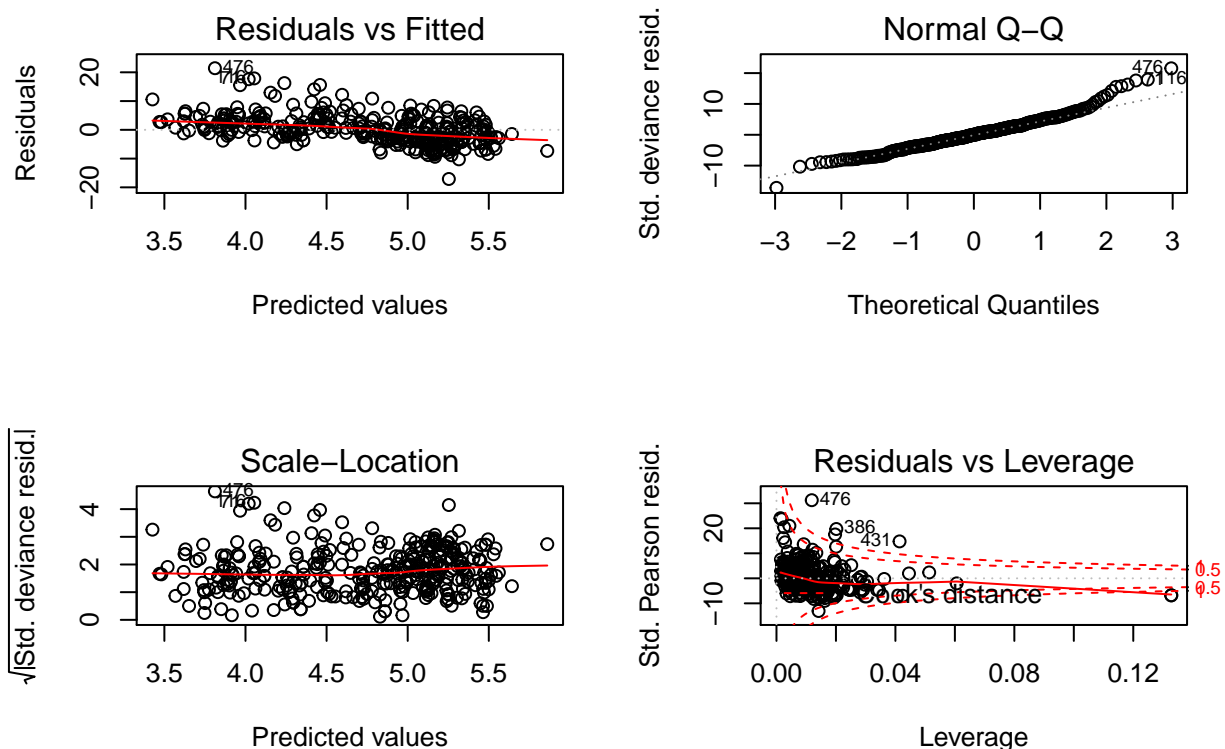 Residuals vs Fitted
Residuals
20
0
−20
476
3.5 4.0 4.5 5.0 5.5
Predicted values
Normal Q−Q
Std. deviance resid.
10
−10
476
−3 −2 −1 0 1 2 3
Theoretical Quantiles
Scale−Location
√|Std. deviance resid.|
4
2
0
476
3.5 4.0 4.5 5.0 5.5
Predicted values
Residuals vs Leverage
Std. Pearson resid.
20
−10
476
386
431
Cook's distance
1
0.5
0.5
1
0.00 0.04 0.08 0.12
Leverage